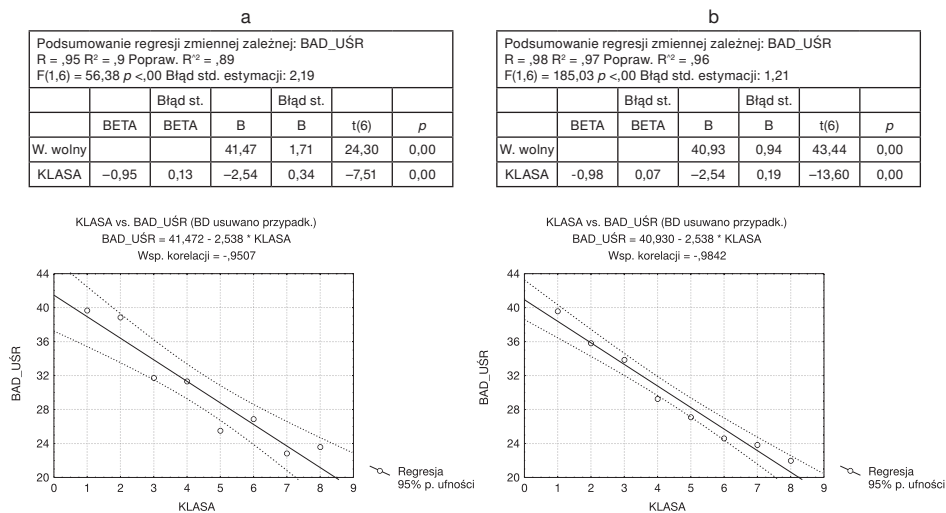 a
Podsumowanie regresji zmiennej zależnej: BAD_UŚR
R = ,95 R² = ,9 Popraw. R^2 = ,89
F(1,6) = 56,38 p <,00 Błąd std. estymacji: 2,19
Błąd st. Błąd st.
BETA BETA B B t(6) p
W. wolny 41,47 1,71 24,30 0,00
KLASA –0,95 0,13 –2,54 0,34 –7,51 0,00
KLASA vs. BAD_UŚR (BD usuwano przypadk.)
BAD_UŚR = 41,472 - 2,538 * KLASA
Wsp. korelacji = -,9507
44
40
36
32
28
24
20
BAD_UŚR
0 1 2 3 4 5 6 7 8 9
KLASA
Regresja
95% p. ufności
b
Podsumowanie regresji zmiennej zależnej: BAD_UŚR
R = ,98 R² = ,97 Popraw. R^2 = ,96
F(1,6) = 185,03 p <,00 Błąd std. estymacji: 1,21
Błąd st. Błąd st.
BETA BETA B B t(6) p
W. wolny 40,93 0,94 43,44 0,00
KLASA -0,98 0,07 –2,54 0,19 –13,60 0,00
KLASA vs. BAD_UŚR (BD usuwano przypadk.)
BAD_UŚR = 40,930 - 2,538 * KLASA
Wsp. korelacji = -,9842
44
40
36
32
28
24
20
BAD_UŚR
0 1 2 3 4 5 6 7 8 9
KLASA
Regresja
95% p. ufności